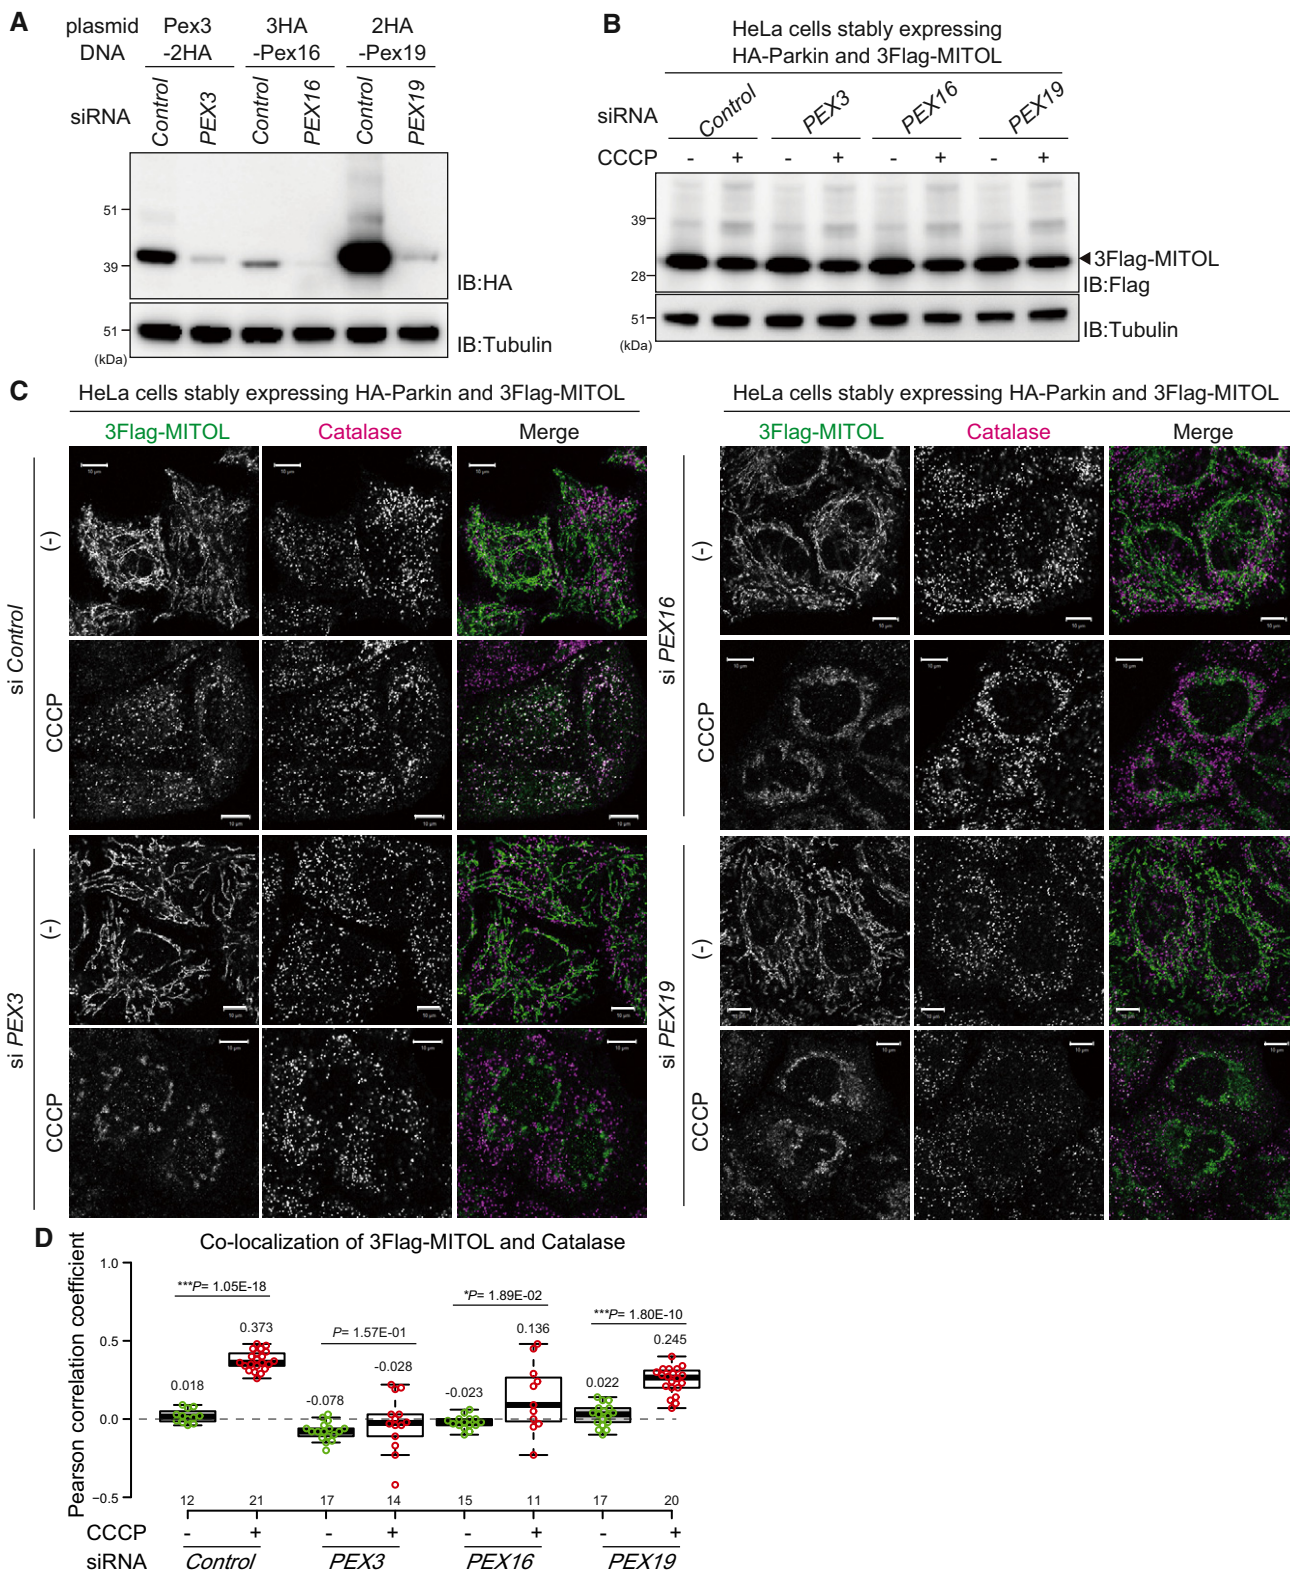 A
plasmid DNA
Pex3 -2HA
3HA -Pex16
2HA -Pex19
siRNA
Control
PEX3
Control
PEX16
Control
PEX19
51
39
IB:HA
51
(kDa)
IB:Tubulin
B
HeLa cells stably expressing
HA-Parkin and 3Flag-MITOL
siRNA
Control
PEX3
PEX16
PEX19
CCCP
- + - + - + - +
39
28
3Flag-MITOL
IB:Flag
51
(kDa)
IB:Tubulin
C
HeLa cells stably expressing HA-Parkin and 3Flag-MITOL
3Flag-MITOL
Catalase
Merge
si Control
(-)
CCCP
si PEX3
(-)
CCCP
HeLa cells stably expressing HA-Parkin and 3Flag-MITOL
3Flag-MITOL
Catalase
Merge
si PEX16
(-)
CCCP
si PEX19
(-)
CCCP
D
Co-localization of 3Flag-MITOL and Catalase
Pearson correlation coefficient
1.0
0.5
0.0
−0.5
***P= 1.05E-18
P= 1.57E-01
*P= 1.89E-02
***P= 1.80E-10
0.018
0.373
-0.078
-0.028
-0.023
0.136
0.022
0.245
12 21 17 14 15 11 17 20
CCCP - + - + - + - +
siRNA Control PEX3 PEX16 PEX19